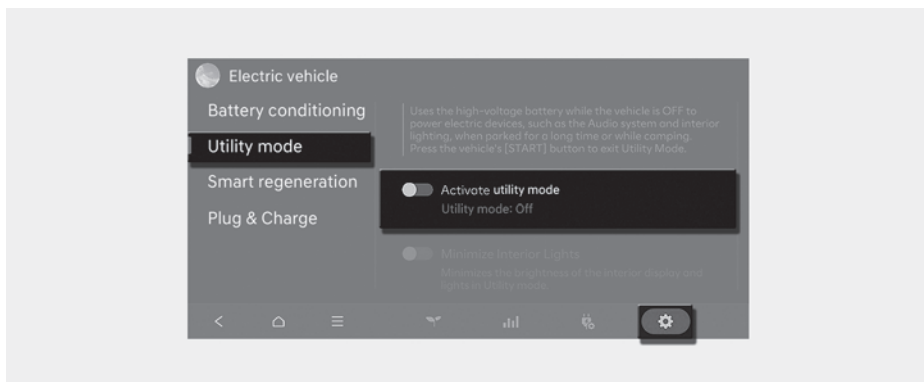 Electric vehicle
Battery conditioning
Utility mode
Smart regeneration
Plug & Charge
Uses the high-voltage battery while the vehicle is OFF to
power electric devices, such as the Audio system and interior
lighting, when parked for a long time or while camping.
Press the vehicle's [START] button to exit Utility Mode.
Activate utility mode
Utility mode: Off
Minimize Interior Lights
Minimizes the brightness of the interior display and
lights in Utility mode.